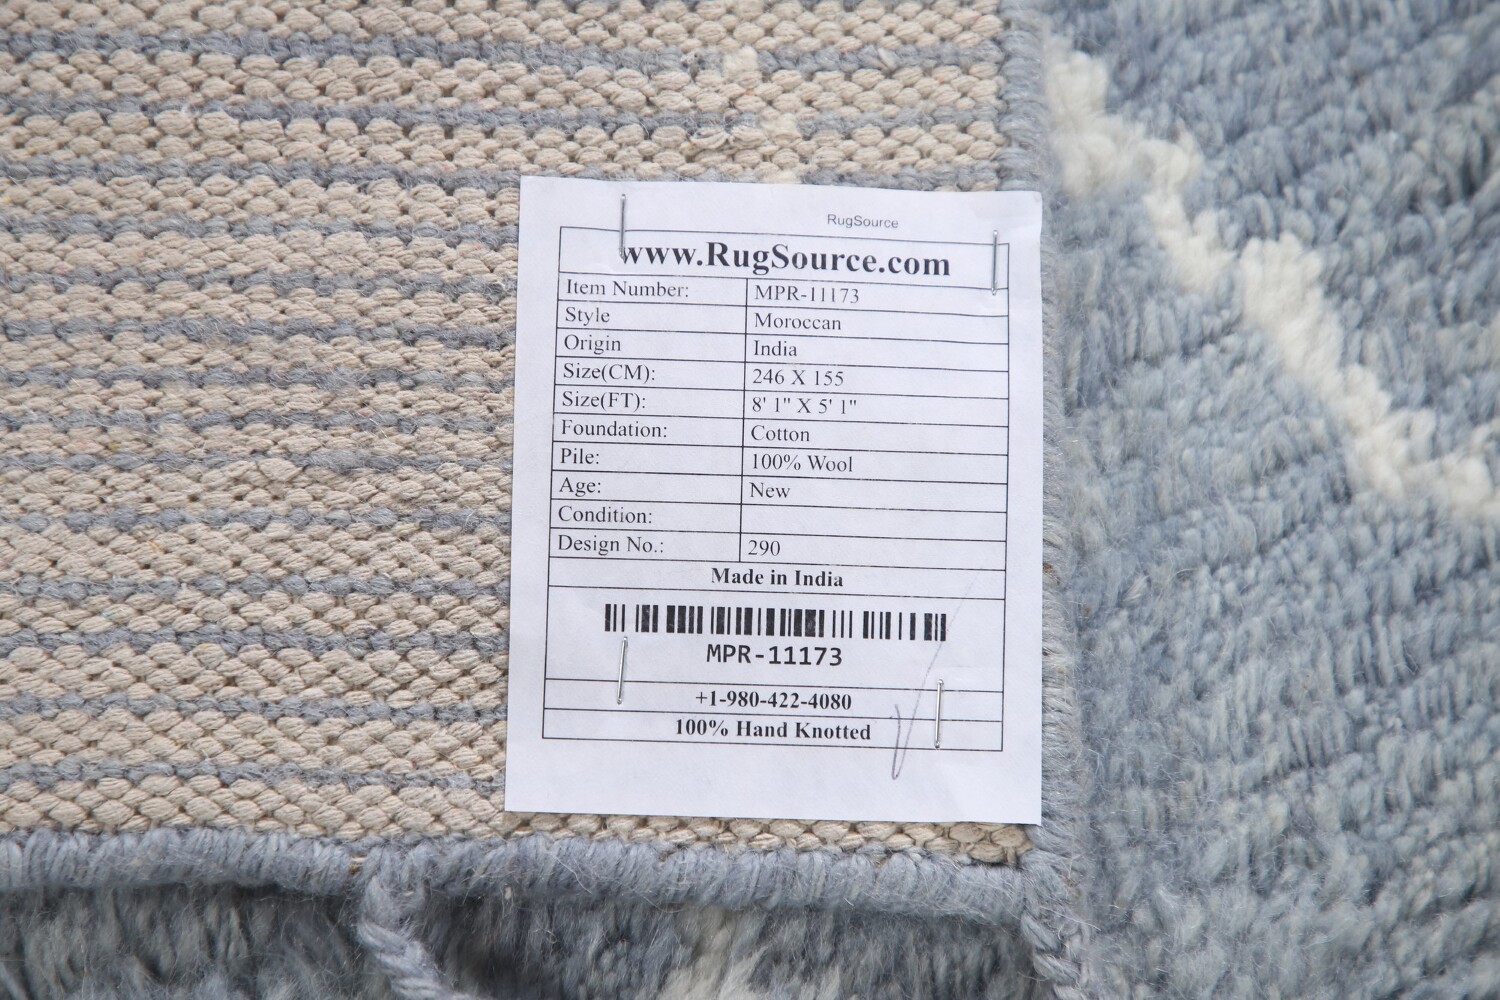 RugSource
www.RugSource.com
Item Number: MPR-11173
Style Moroccan
Origin India
Size(CM): 246 X 155
Size(FT): 8' 1" X 5' 1"
Foundation: Cotton
Pile: 100% Wool
Age: New
Condition:
Design No.: 290
Made in India
MPR-11173
+1-980-422-4080
100% Hand Knotted